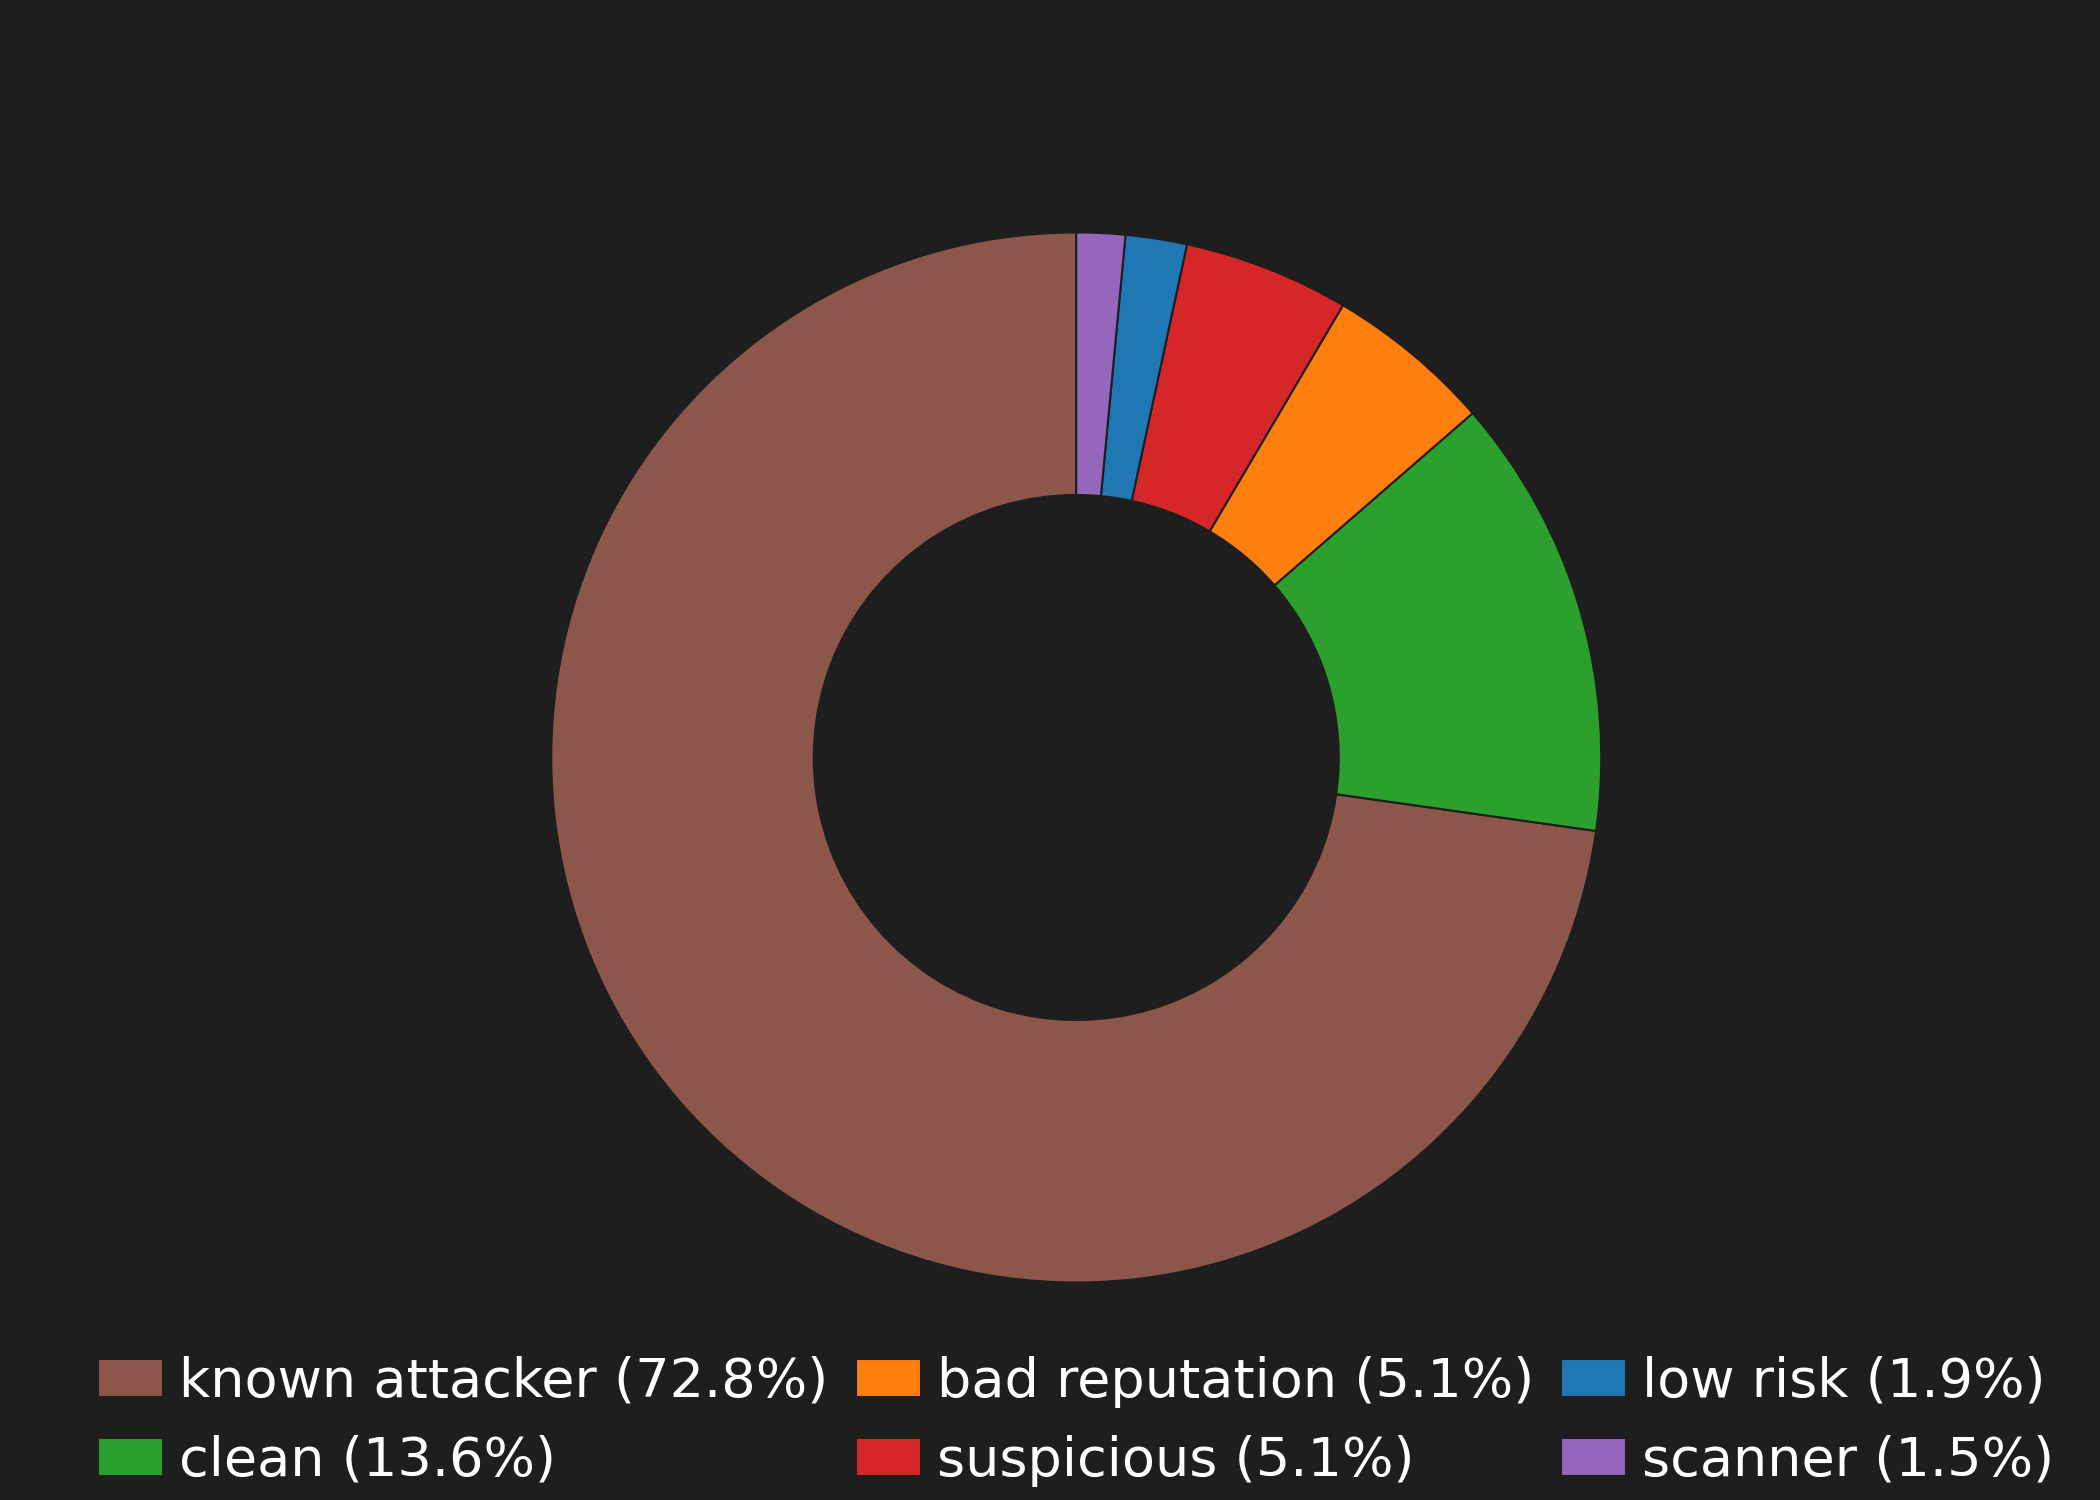 known attacker (72.8%)
bad reputation (5.1%)
low risk (1.9%)
clean (13.6%)
suspicious (5.1%)
scanner (1.5%)